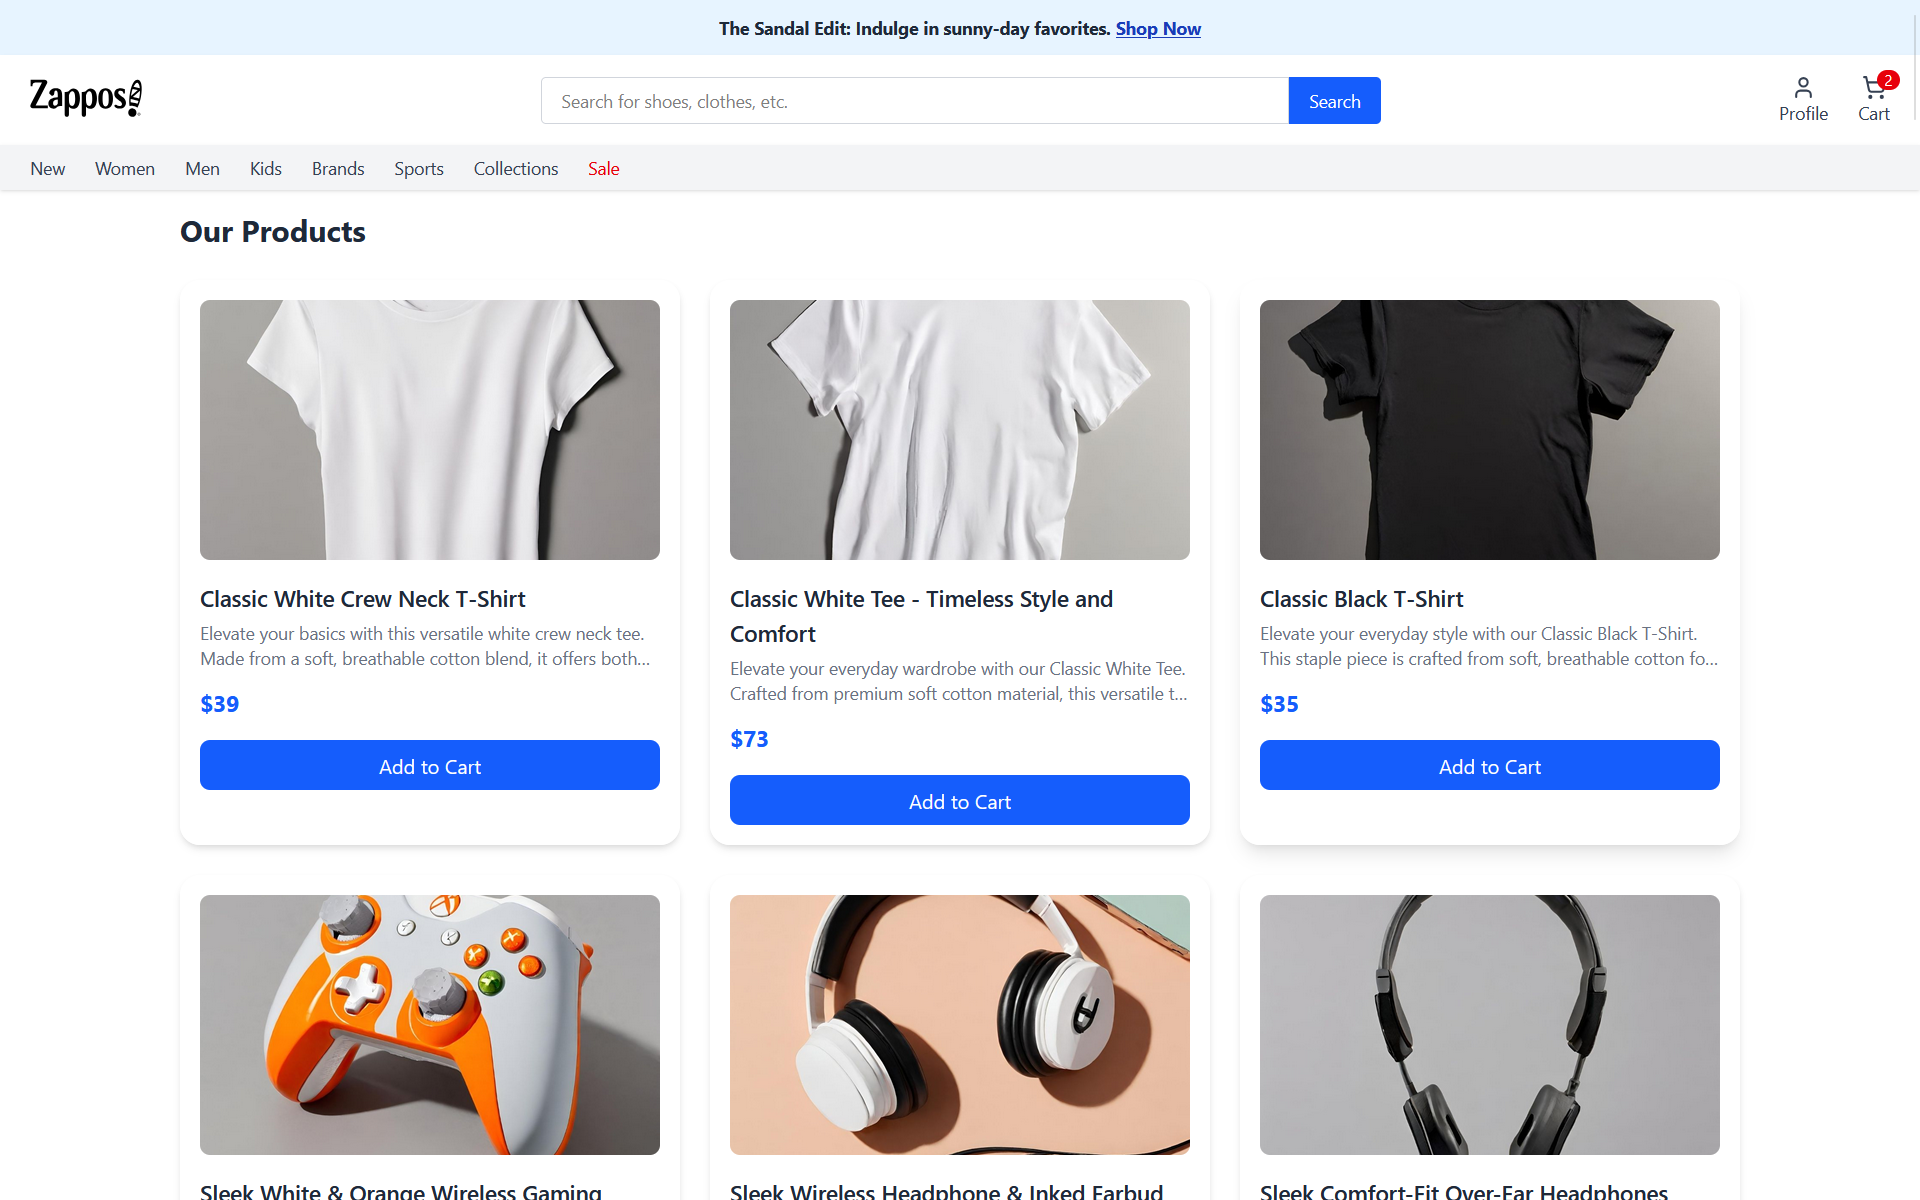 The Sandal Edit: Indulge in sunny-day favorites. Shop Now
Zappos!
Search for shoes, clothes, etc.
Search
Profile
2
Cart
New
Women
Men
Kids
Brands
Sports
Collections
Sale
Our Products
Classic White Crew Neck T-Shirt
Elevate your basics with this versatile white crew neck tee.
Made from a soft, breathable cotton blend, it offers both...
$39
Add to Cart
Classic White Tee - Timeless Style and
Comfort
Elevate your everyday wardrobe with our Classic White Tee.
Crafted from premium soft cotton material, this versatile t...
$73
Add to Cart
Classic Black T-Shirt
Elevate your everyday style with our Classic Black T-Shirt.
This staple piece is crafted from soft, breathable cotton fo...
$35
Add to Cart
Sleek White & Orange Wireless Gaming
Sleek Wireless Headphone & Inked Earbud
Sleek Comfort-Fit Over-Ear Headphones